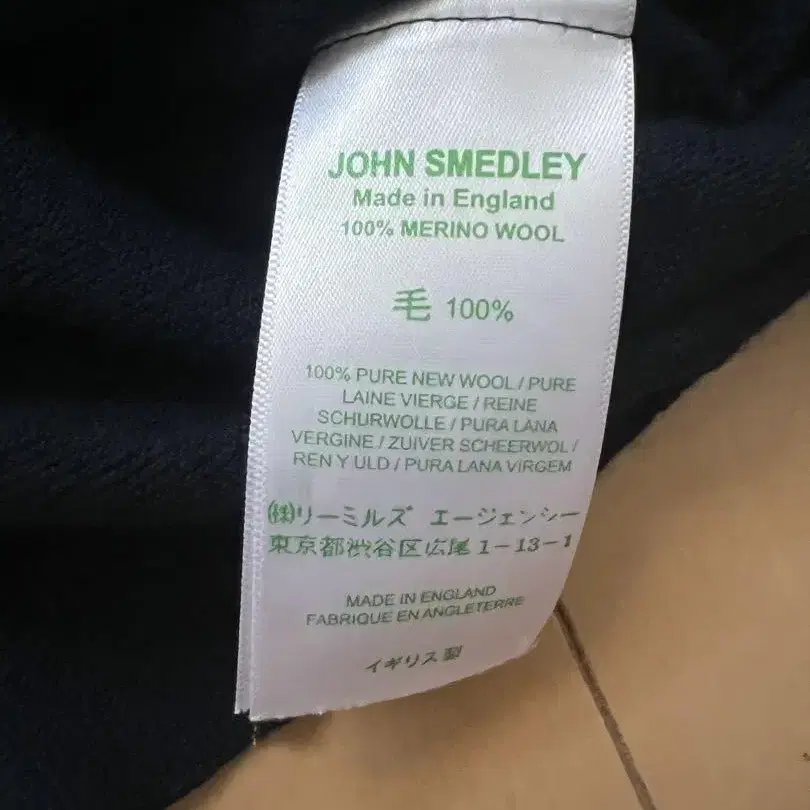 JOHN SMEDLEY
Made in England
100% MERINO WOOL
毛 100%
100% PURE NEW WOOL / PURE
LAINE VIERGE / REINE
SCHURWOLLE / PURA LANA
VERGINE / ZUIVER SCHEERWOL /
REN Y ULD / PURA LANA VIRGEM
㈱リーミルズ エージェンシー
東京都渋谷区広尾1-13-1
MADE IN ENGLAND
FABRIQUE EN ANGLETERRE
イギリス製